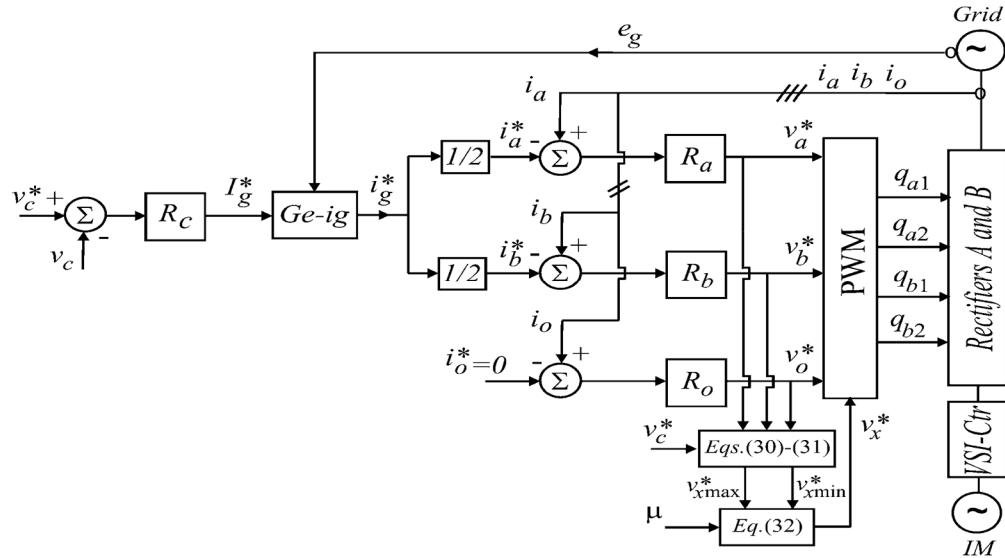 Grid
~
e_g
i_a i_b i_o
i_a
i_a^* - +
Σ
1/2
R_a
v_a^*
v_c^* +
Σ
-
v_c
R_c
I_g^*
Ge-ig
i_g^*
i_b
1/2
i_b^* - +
Σ
R_b
v_b^*
i_o
i_o^*=0 - +
Σ
R_o
v_o^*
PWM
q_a1
q_a2
q_b1
q_b2
Rectifiers A and B
v_c^*
Eqs.(30)-(31)
v_x^*
v_xmax^*
v_xmin^*
μ
Eq.(32)
VSI-Ctr
~
IM